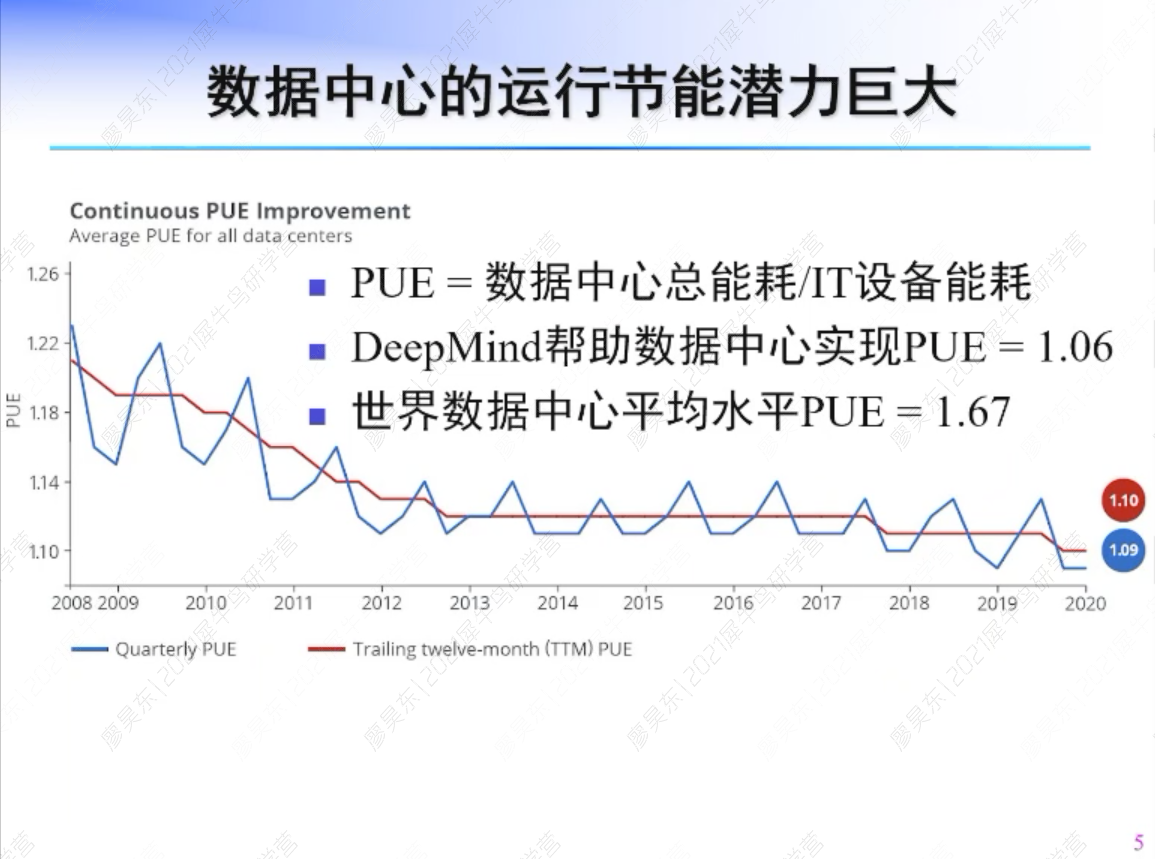 数据中心的运行节能潜力巨大
Continuous PUE Improvement
Average PUE for all data centers
PUE = 数据中心总能耗/IT设备能耗
DeepMind帮助数据中心实现PUE = 1.06
世界数据中心平均水平PUE = 1.67
PUE
1.26
1.22
1.18
1.14
1.10
1.10
1.09
2008 2009 2010 2011 2012 2013 2014 2015 2016 2017 2018 2019 2020
Quarterly PUE Trailing twelve-month (TTM) PUE
5
廖昊东|2021犀牛鸟研学营